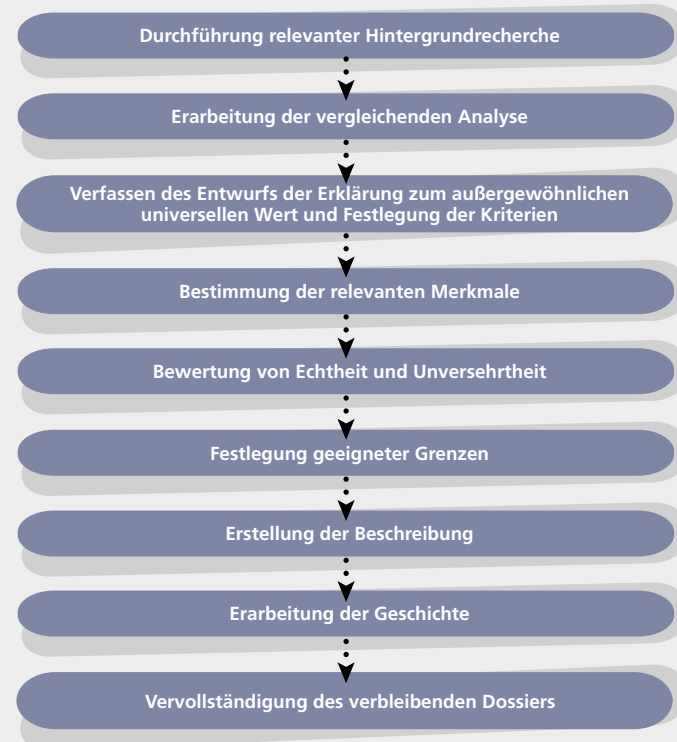 Durchführung relevanter Hintergrundrecherche
Erarbeitung der vergleichenden Analyse
Verfassen des Entwurfs der Erklärung zum außergewöhnlichen
universellen Wert und Festlegung der Kriterien
Bestimmung der relevanten Merkmale
Bewertung von Echtheit und Unversehrtheit
Festlegung geeigneter Grenzen
Erstellung der Beschreibung
Erarbeitung der Geschichte
Vervollständigung des verbleibenden Dossiers